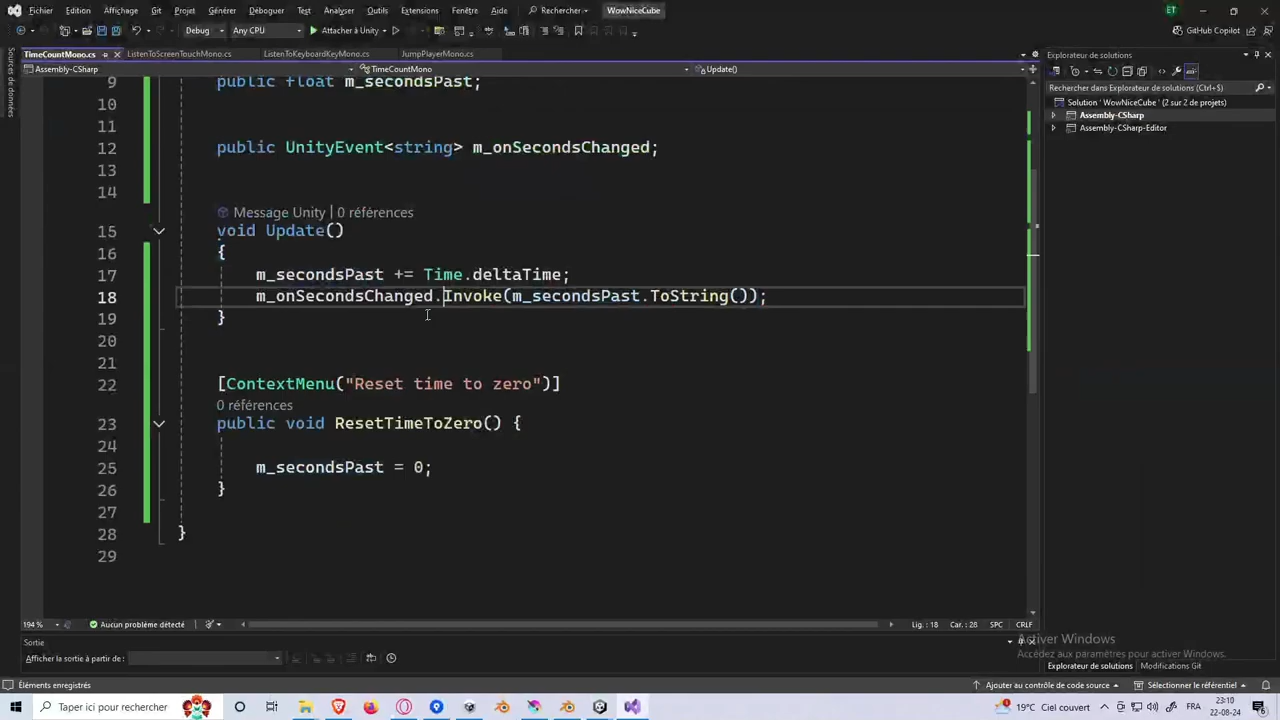 Fichier Edition Affichage Git Projet Générer Déboguer Test Analyser Outils Extensions Fenêtre Aide Rechercher WowNiceCube ET
Debug Any CPU Attacher à Unity GitHub Copilot
Sources de données
TimeCountMono.cs ListenToScreenTouchMono.cs ListenToKeyboardKeyMono.cs JumpPlayerMono.cs
Assembly-CSharp TimeCountMono Update()
9 public float m_secondsPast;
10
11
12 public UnityEvent<string> m_onSecondsChanged;
13
14
Message Unity | 0 références
15 void Update()
16 {
17 m_secondsPast += Time.deltaTime;
18 m_onSecondsChanged.Invoke(m_secondsPast.ToString());
19 }
20
21
22 [ContextMenu("Reset time to zero")]
0 références
23 public void ResetTimeToZero() {
24
25 m_secondsPast = 0;
26 }
27
28 }
29
194 % Aucun problème détecté Lig : 18 Car : 28 SPC CRLF
Sortie
Afficher la sortie à partir de :
Explorateur de solutions
Rechercher dans Explorateur de solutions (Ctrl+$)
Solution 'WowNiceCube' (2 sur 2 de projets)
Assembly-CSharp
Assembly-CSharp-Editor
Activer Windows
Accédez aux paramètres pour activer Windows.
Explorateur de solutions Modifications Git
Éléments enregistrés Ajouter au contrôle de code source Sélectionner le référentiel
Taper ici pour rechercher 19°C Ciel couvert FRA 23:10 22-08-24